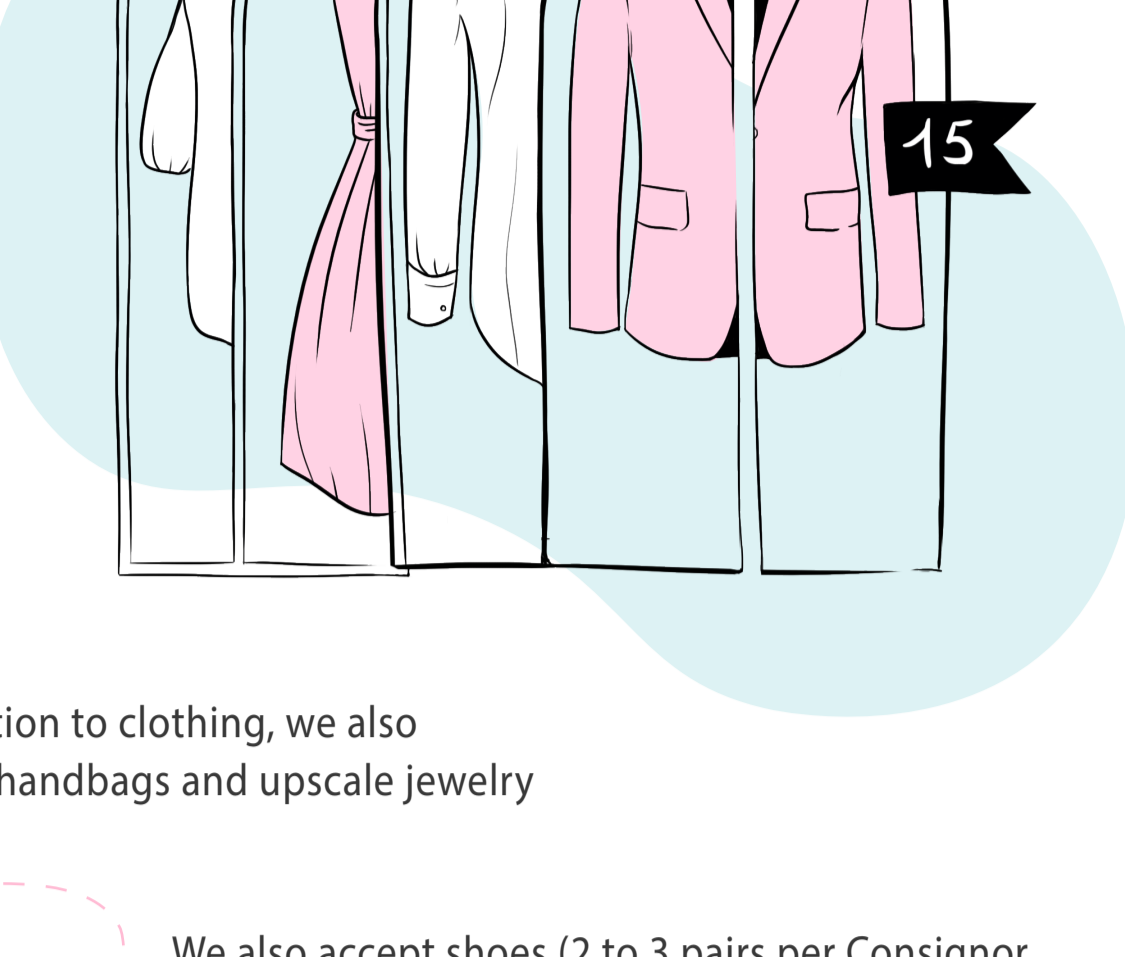 15
to clothing, we also
handbags and upscale jewelry
We also accept shoes (2 to 3 pairs per Consignor